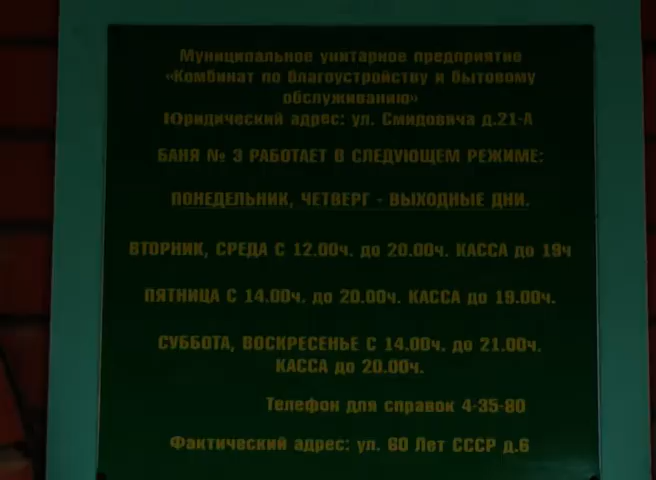 Муниципальное унитарное предприятие
«Комбинат по благоустройству и бытовому
обслуживанию»
Юридический адрес: ул. Смидовича д.21-А
БАНЯ № 3 РАБОТАЕТ В СЛЕДУЮЩЕМ РЕЖИМЕ:
ПОНЕДЕЛЬНИК, ЧЕТВЕРГ - ВЫХОДНЫЕ ДНИ.
ВТОРНИК, СРЕДА С 12.00ч. до 20.00ч. КАССА до 19ч
ПЯТНИЦА С 14.00ч. до 20.00ч. КАССА до 19.00ч.
СУББОТА, ВОСКРЕСЕНЬЕ С 14.00ч. до 21.00ч.
КАССА до 20.00ч.
Телефон для справок 4-35-80
Фактический адрес: ул. 60 Лет СССР д.6